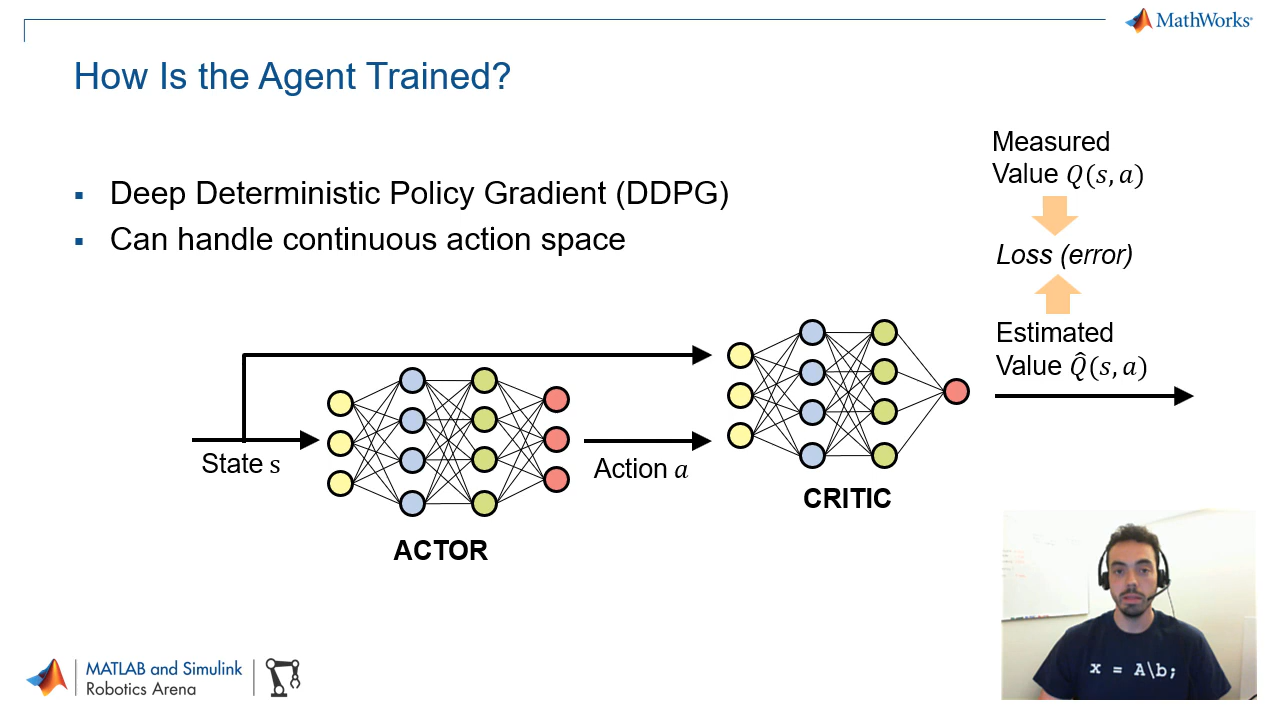 MathWorks
How Is the Agent Trained?
▪ Deep Deterministic Policy Gradient (DDPG)
▪ Can handle continuous action space
Measured
Value Q(s, a)
Loss (error)
Estimated
Value Q̂(s, a)
State s
Action a
CRITIC
ACTOR
x = A\b;
MATLAB and Simulink
Robotics Arena